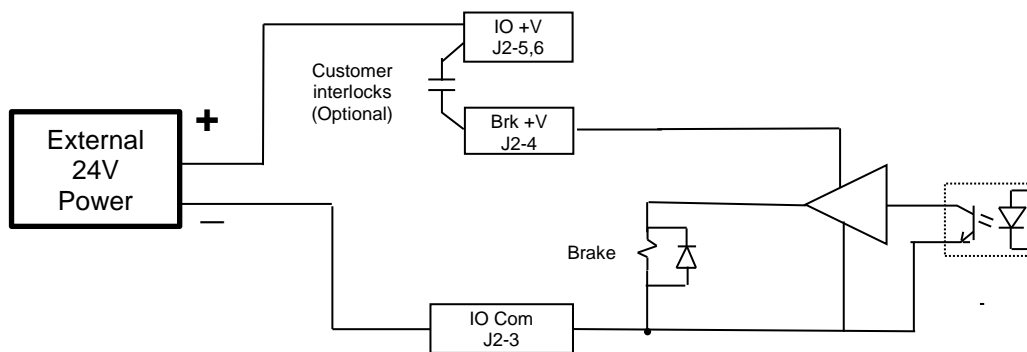 IO +V
J2-5,6
Customer
interlocks
(Optional)
Brk +V
J2-4
+
External
24V
Power
_
Brake
IO Com
J2-3
-